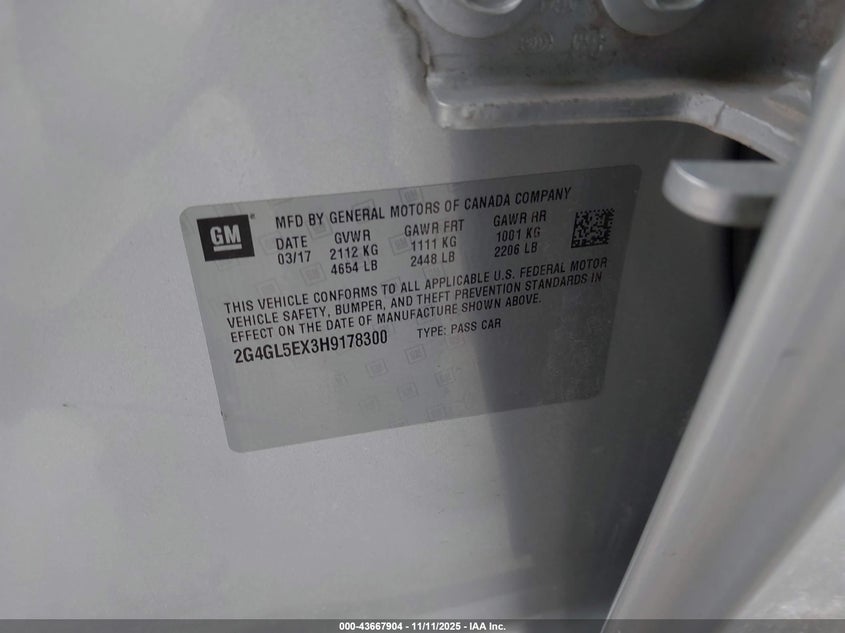 GM
MFD BY GENERAL MOTORS OF CANADA COMPANY
DATE GVWR GAWR FRT GAWR RR
03/17 2112 KG 1111 KG 1001 KG
4654 LB 2448 LB 2206 LB
THIS VEHICLE CONFORMS TO ALL APPLICABLE U.S. FEDERAL MOTOR
VEHICLE SAFETY, BUMPER, AND THEFT PREVENTION STANDARDS IN
EFFECT ON THE DATE OF MANUFACTURE SHOWN ABOVE.
2G4GL5EX3H9178300 TYPE: PASS CAR
000-43667904 - 11/11/2025 - IAA Inc.